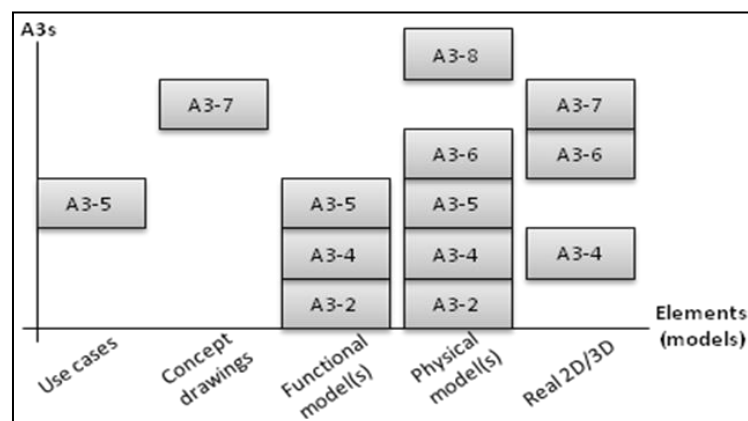 A3s
A3-8
A3-7
A3-7
A3-6
A3-6
A3-5
A3-5
A3-5
A3-4
A3-4
A3-4
A3-2
A3-2
Elements
(models)
Use cases
Concept
drawings
Functional
model(s)
Physical
model(s)
Real 2D/3D